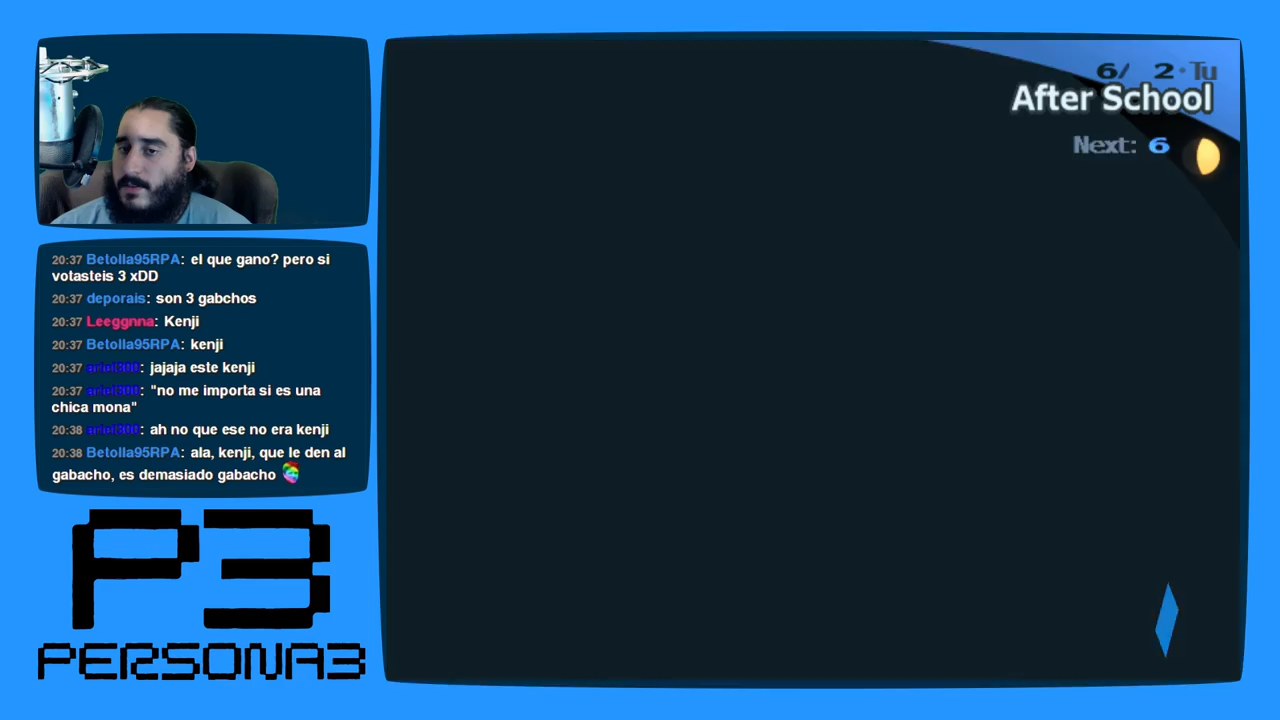 6/ 2·Tu
After School
Next: 6
20:37 Betolla95RPA: el que gano? pero si
votasteis 3 xDD
20:37 deporais: son 3 gabchos
20:37 Leeggnna: Kenji
20:37 Betolla95RPA: kenji
20:37 ariel300: jajaja este kenji
20:37 ariel300: "no me importa si es una
chica mona"
20:38 ariel300: ah no que ese no era kenji
20:38 Betolla95RPA: ala, kenji, que le den al
gabacho, es demasiado gabacho
P3
PERSONA3